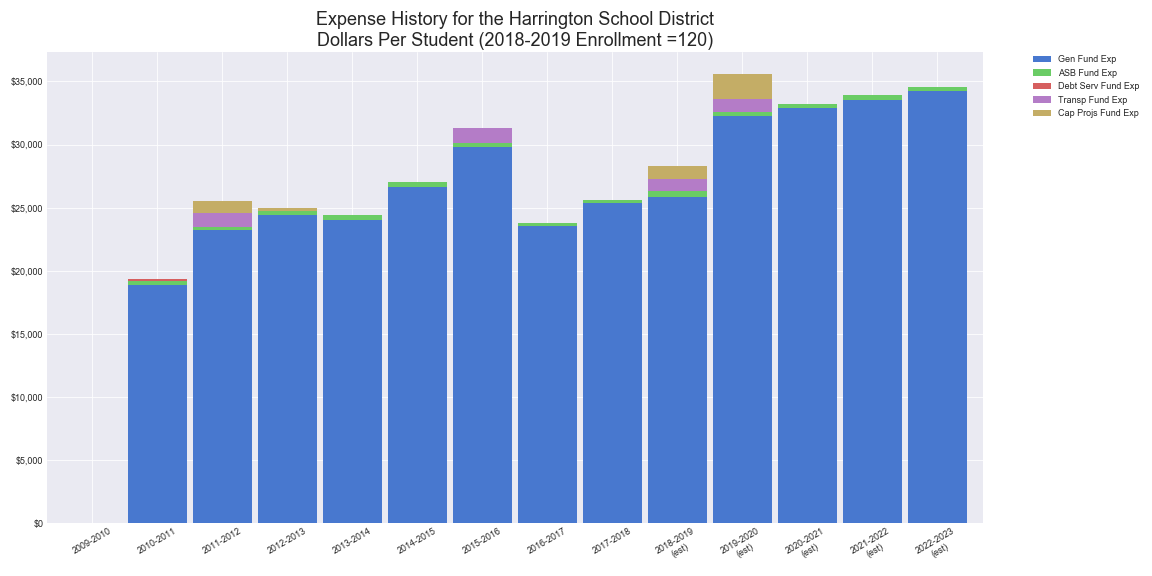 Expense History for the Harrington School District
Dollars Per Student (2018-2019 Enrollment =120)
Gen Fund Exp
ASB Fund Exp
Debt Serv Fund Exp
Transp Fund Exp
Cap Projs Fund Exp
$35,000
$30,000
$25,000
$20,000
$15,000
$10,000
$5,000
$0
2009-2010
2010-2011
2011-2012
2012-2013
2013-2014
2014-2015
2015-2016
2016-2017
2017-2018
2018-2019
(est)
2019-2020
(est)
2020-2021
(est)
2021-2022
(est)
2022-2023
(est)